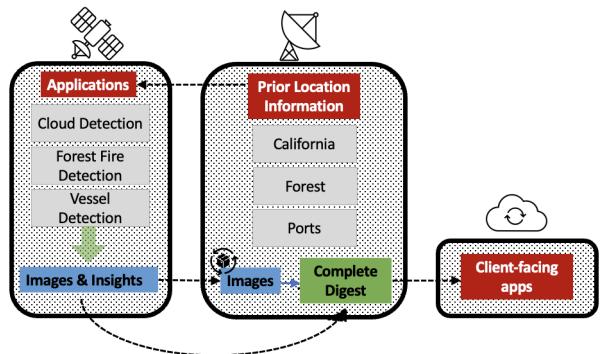 Applications
Cloud Detection
Forest Fire
Detection
Vessel
Detection
Images & Insights
Prior Location
Information
California
Forest
Ports
Images
Complete
Digest
Client-facing
apps